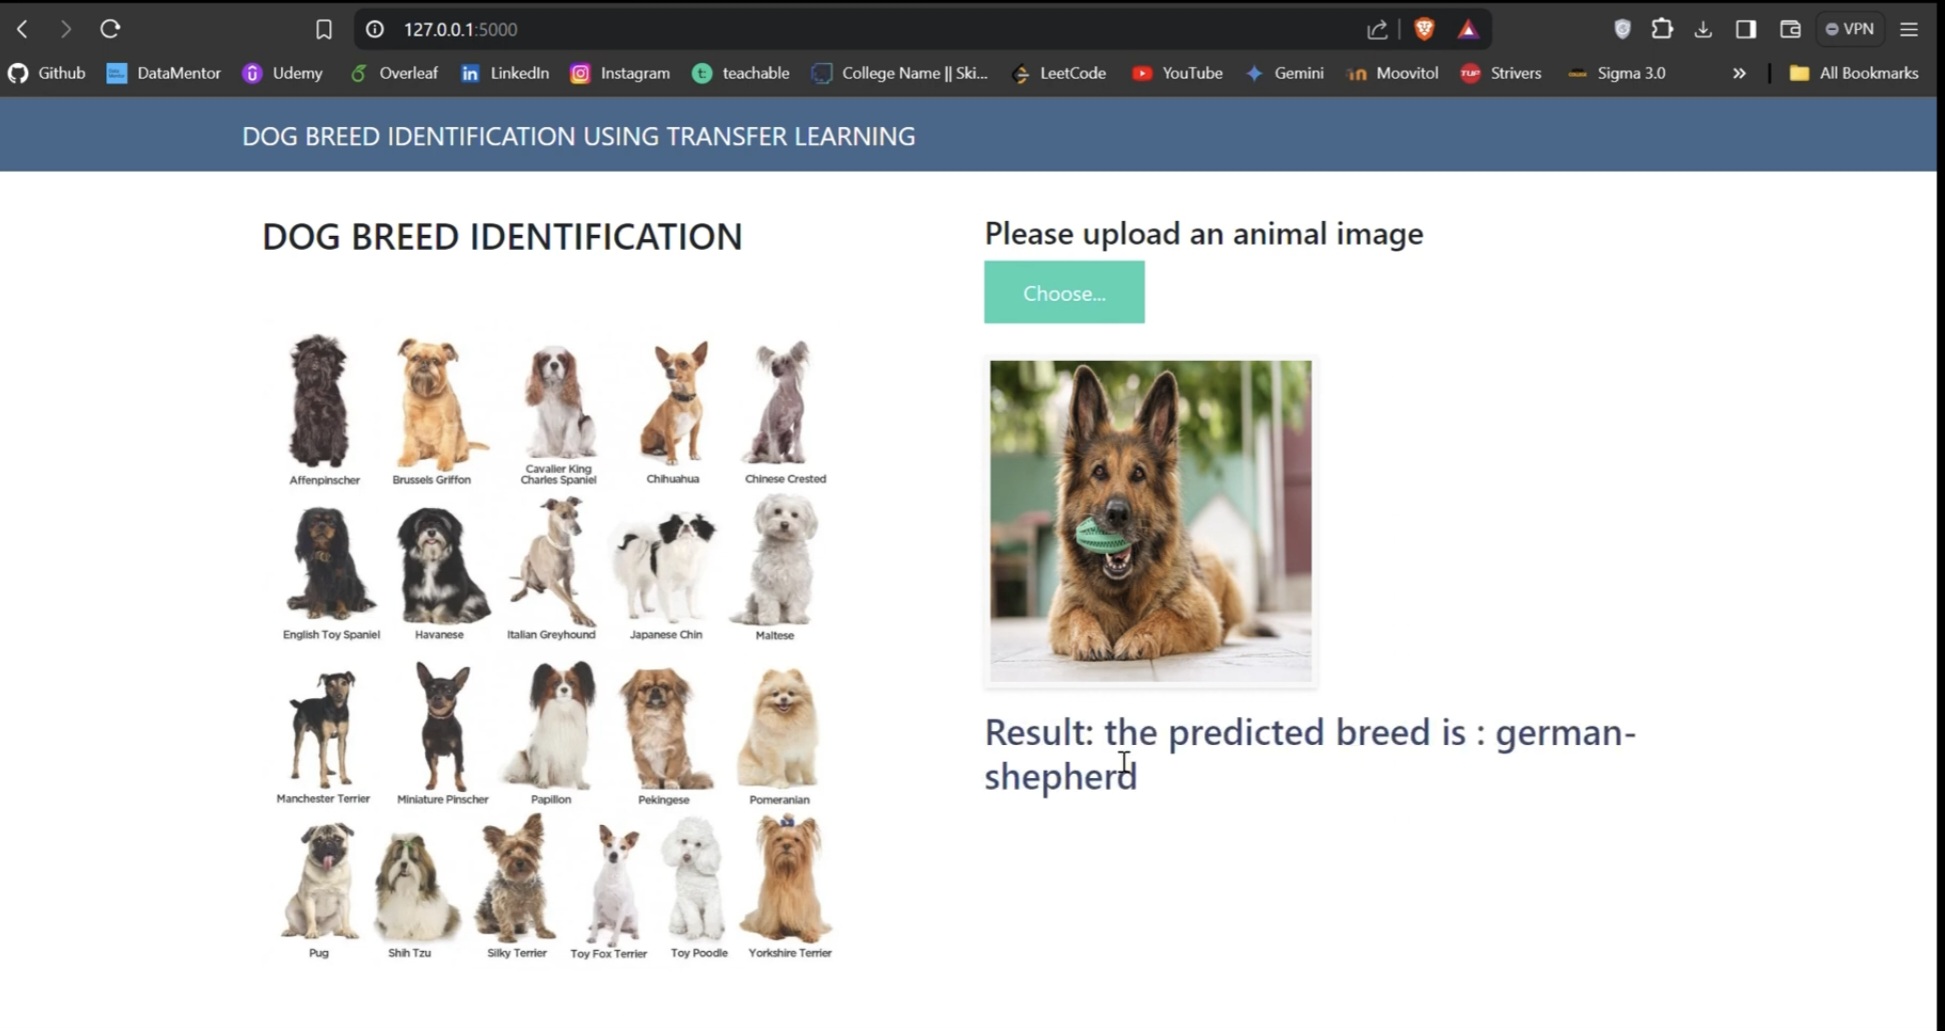 127.0.0.1:5000
VPN
Github DataMentor Udemy Overleaf LinkedIn Instagram teachable College Name || Ski... LeetCode YouTube Gemini Moovitol Strivers Sigma 3.0 » All Bookmarks
DOG BREED IDENTIFICATION USING TRANSFER LEARNING
DOG BREED IDENTIFICATION
Affenpinscher Brussels Griffon Cavalier King Charles Spaniel Chihuahua Chinese Crested
English Toy Spaniel Havanese Italian Greyhound Japanese Chin Maltese
Manchester Terrier Miniature Pinscher Papillon Pekingese Pomeranian
Pug Shih Tzu Silky Terrier Toy Fox Terrier Toy Poodle Yorkshire Terrier
Please upload an animal image
Choose...
Result: the predicted breed is : german-
shepherd